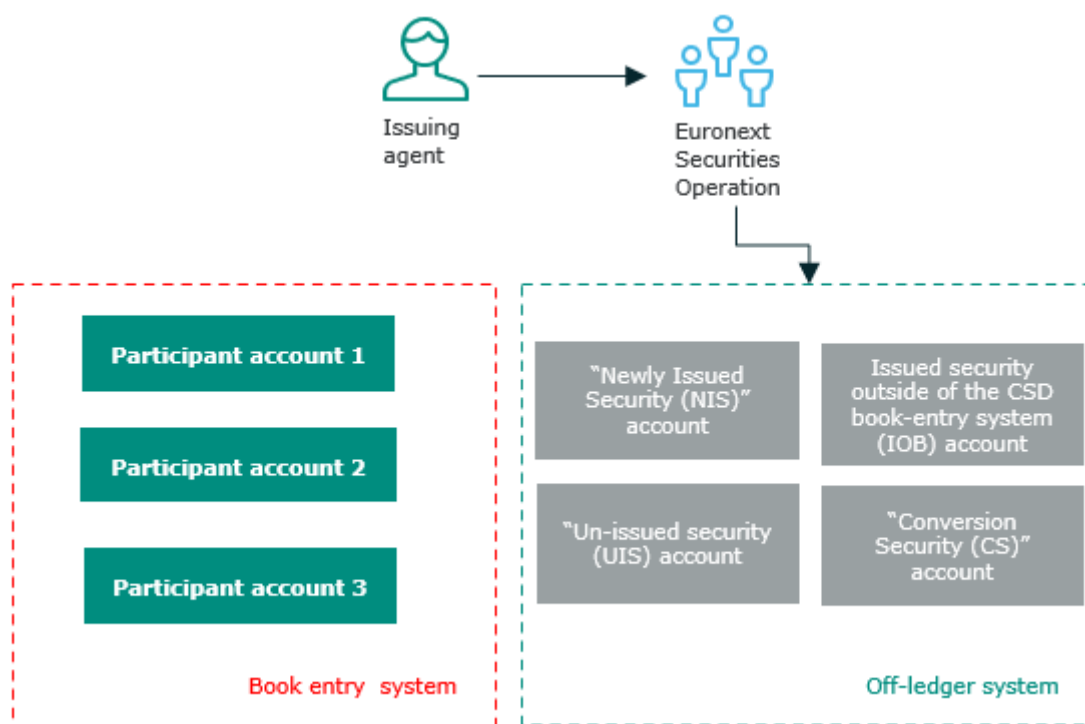 Issuing
agent
Euronext
Securities
Operation
Participant account 1
Participant account 2
Participant account 3
Book entry  system
“Newly Issued
Security (NIS)”
account
Issued security
outside of the CSD
book-entry system
(IOB) account
“Un-issued security
(UIS) account
“Conversion
Security (CS)”
account
Off-ledger system